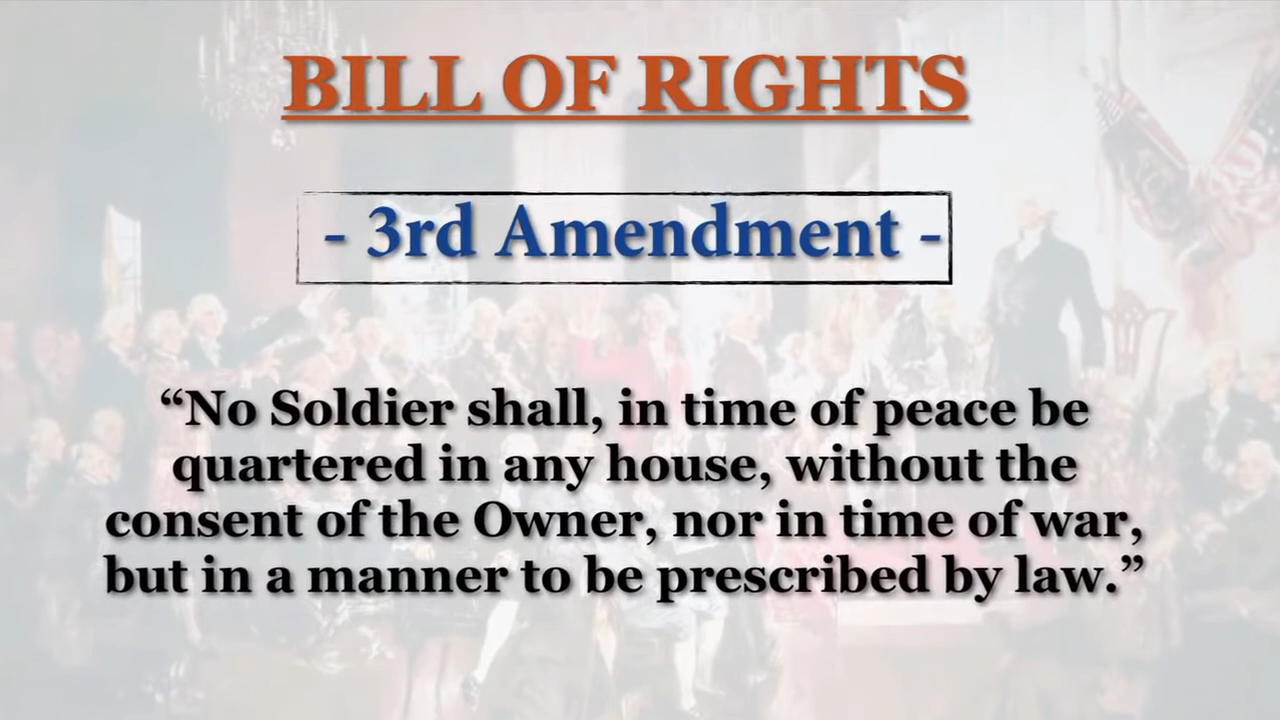 BILL OF RIGHTS
- 3rd Amendment -
“No Soldier shall, in time of peace be
quartered in any house, without the
consent of the Owner, nor in time of war,
but in a manner to be prescribed by law.”